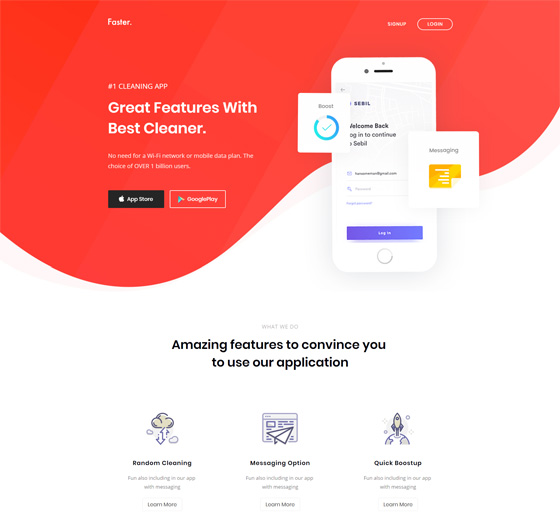 Faster.
SIGNUP
LOGIN
#1 CLEANING APP
Great Features With
Best Cleaner.
No need for a Wi-Fi network or mobile data plan. The
choice of OVER 1 billion users.
App Store
GooglePlay
Boost
SEBIL
Welcome Back
og in to continue
Sebil
Password
Forgot password?
Log In
Messaging
WHAT WE DO
Amazing features to convince you
to use our application
Random Cleaning
Fun also including in our app
with messaging
Learn More
Messaging Option
Fun also including in our app
with messaging
Learn More
Quick Boostup
Fun also including in our app
with messaging
Learn More